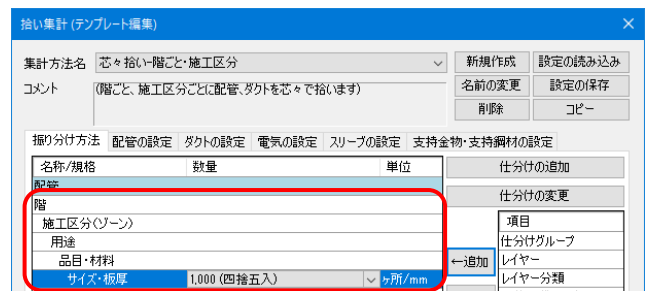 拾い集計 (テンプレート編集)
集計方法名 芯々拾い-階ごと・施工区分 新規作成 設定の読み込み
コメント (階ごと、施工区分ごとに配管、ダクトを芯々で拾います) 名前の変更 設定の保存
削除 コピー
振り分け方法 配管の設定 ダクトの設定 電気の設定 スリーブの設定 支持金物・支持鋼材の設定
名称/規格 数量 単位 仕分けの追加
配管
階 仕分けの変更
施工区分(ゾーン) 項目
用途 仕分けグループ
品目・材料 ←追加 レイヤー
サイズ・板厚 1,000 (四捨五入) ヶ所/mm レイヤー分類